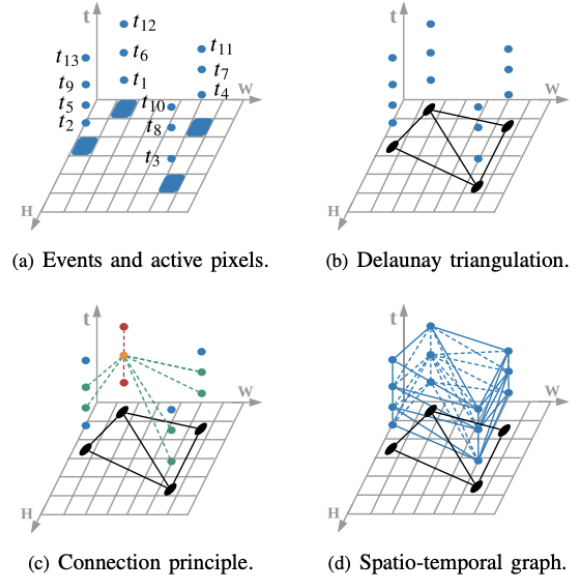 t
t₁₂
t₁₃
t₆
t₁₁
t₉
t₁
t₇
W
t₅
t₁₀
t₄
t₂
t₈
t₃
H
(a) Events and active pixels.
t
W
H
(b) Delaunay triangulation.
t
W
H
(c) Connection principle.
t
W
H
(d) Spatio-temporal graph.